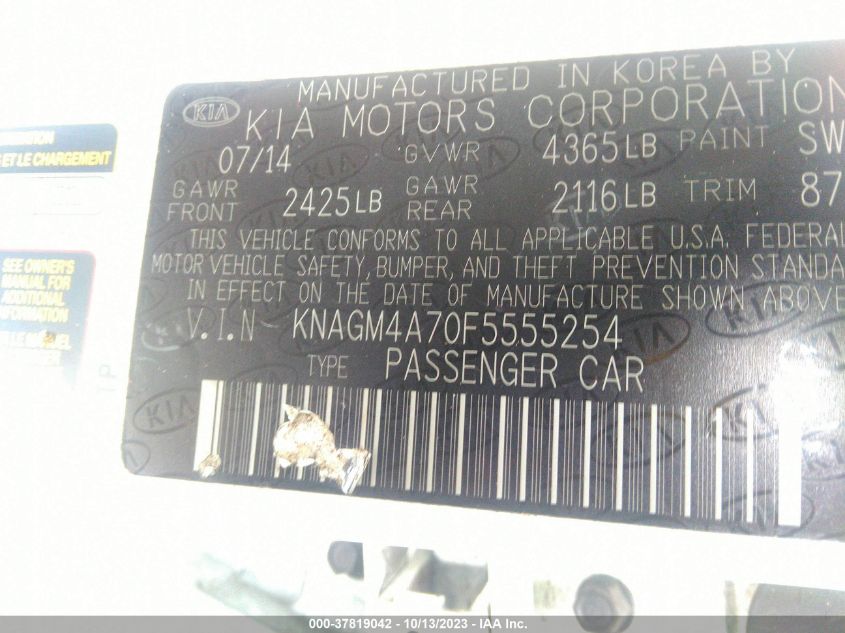 MANUFACTURED IN KOREA BY
KIA KIA MOTORS CORPORATION
07/14 GVWR 4365LB PAINT SW
GAWR FRONT 2425LB GAWR REAR 2116LB TRIM 87
THIS VEHICLE CONFORMS TO ALL APPLICABLE U.S.A. FEDERAL
MOTOR VEHICLE SAFETY, BUMPER, AND THEFT PREVENTION STANDA
IN EFFECT ON THE DATE OF MANUFACTURE SHOWN ABOVE
V.I.N KNAGM4A70F5555254
TYPE PASSENGER CAR
ET LE CHARGEMENT
SEE OWNER'S
MANUAL FOR
ADDITIONAL
INFORMATION
000-37819042 | 10/13/2023 - IAA Inc.